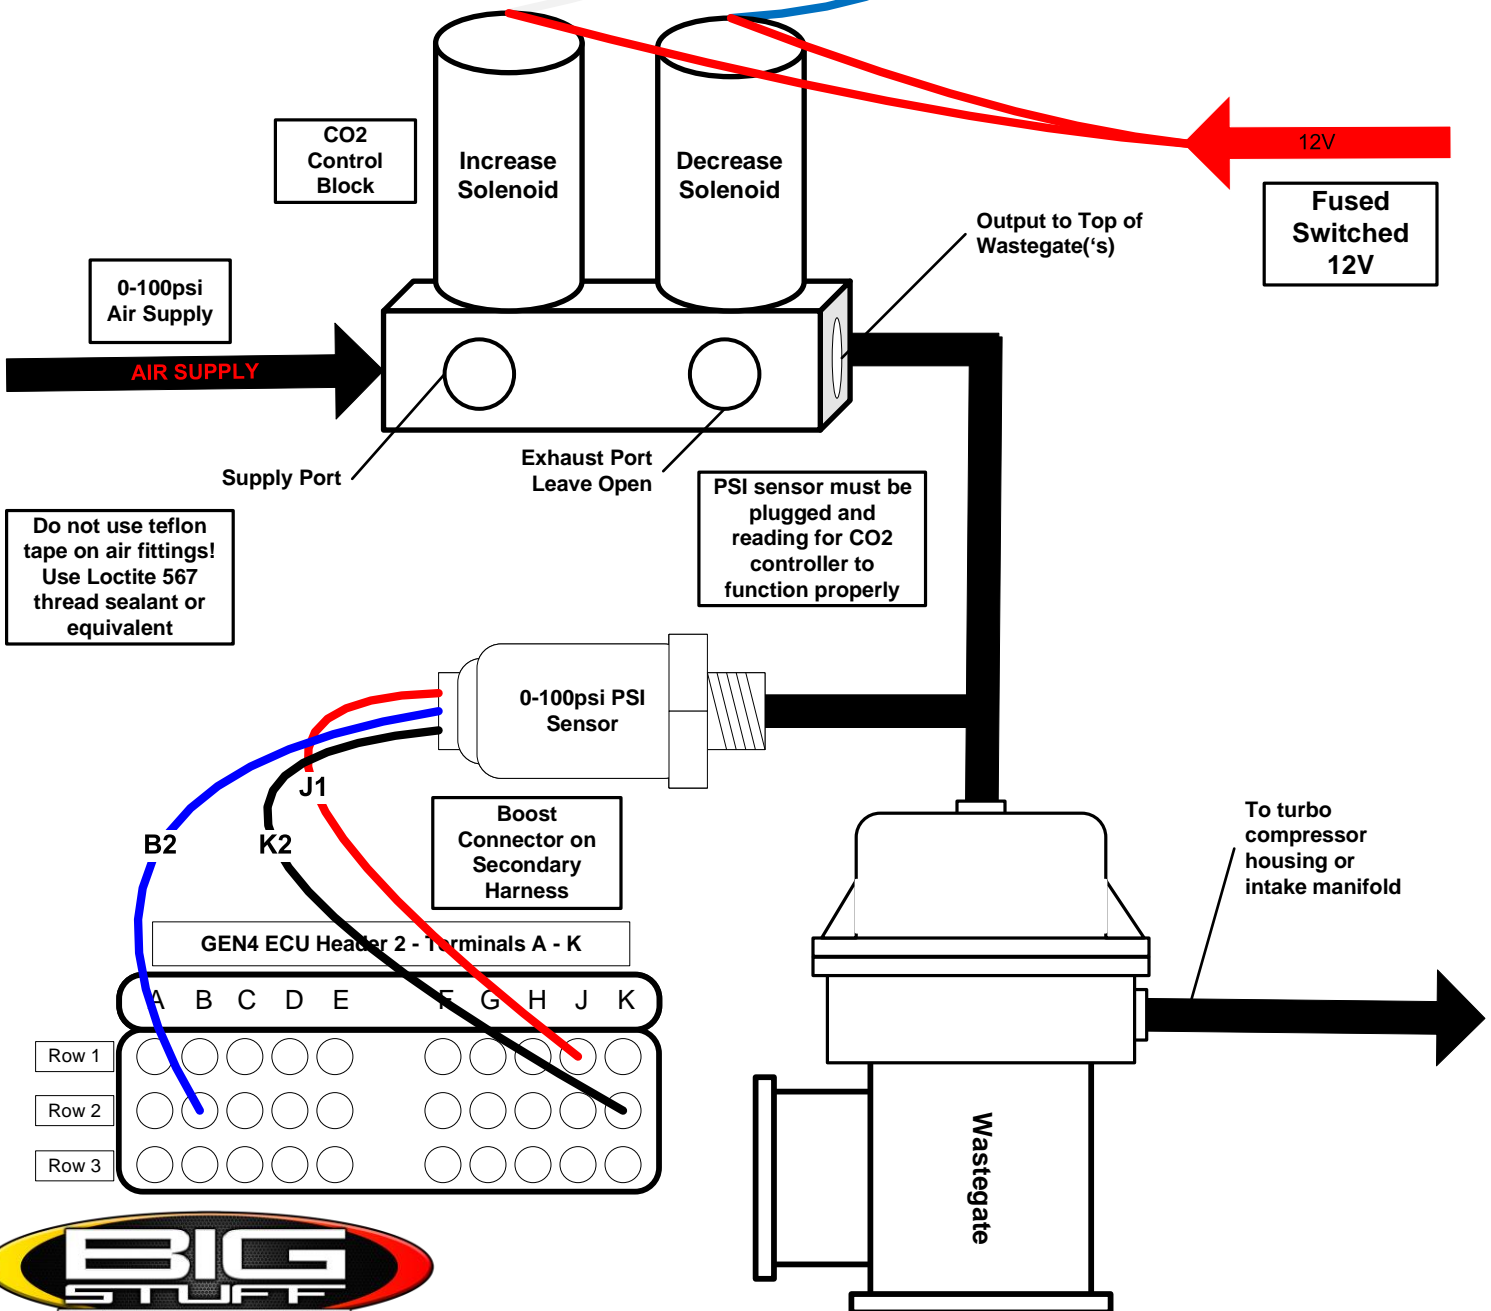 CO2
Control
Block
Increase
Solenoid
Decrease
Solenoid
12V
Fused
Switched
12V
Output to Top of
Wastegate('s)
0-100psi
Air Supply
AIR SUPPLY
Supply Port
Exhaust Port
Leave Open
PSI sensor must be
plugged and
reading for CO2
controller to
function properly
Do not use teflon
tape on air fittings!
Use Loctite 567
thread sealant or
equivalent
0-100psi PSI
Sensor
J1
B2
K2
Boost
Connector on
Secondary
Harness
To turbo
compressor
housing or
intake manifold
GEN4 ECU Header 2 - Terminals A - K
A B C D E F G H J K
Row 1
Row 2
Row 3
Wastegate
BIG
STUFF